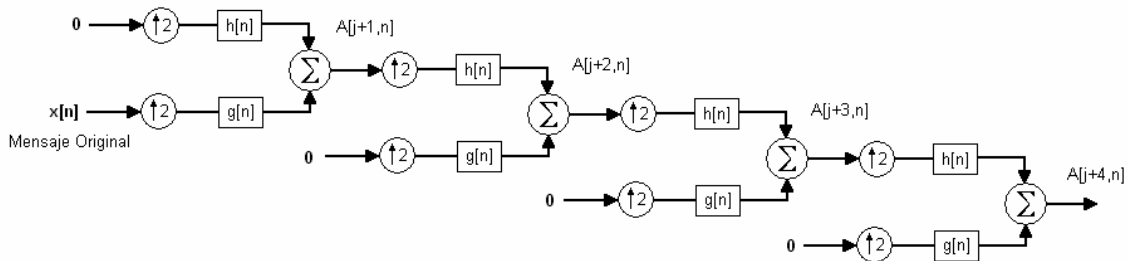 0
↑2
h[n]
A[j+1,n]
x[n]
Mensaje Original
↑2
g[n]
Σ
↑2
h[n]
A[j+2,n]
0
↑2
g[n]
Σ
↑2
h[n]
A[j+3,n]
0
↑2
g[n]
Σ
↑2
h[n]
A[j+4,n]
0
↑2
g[n]
Σ